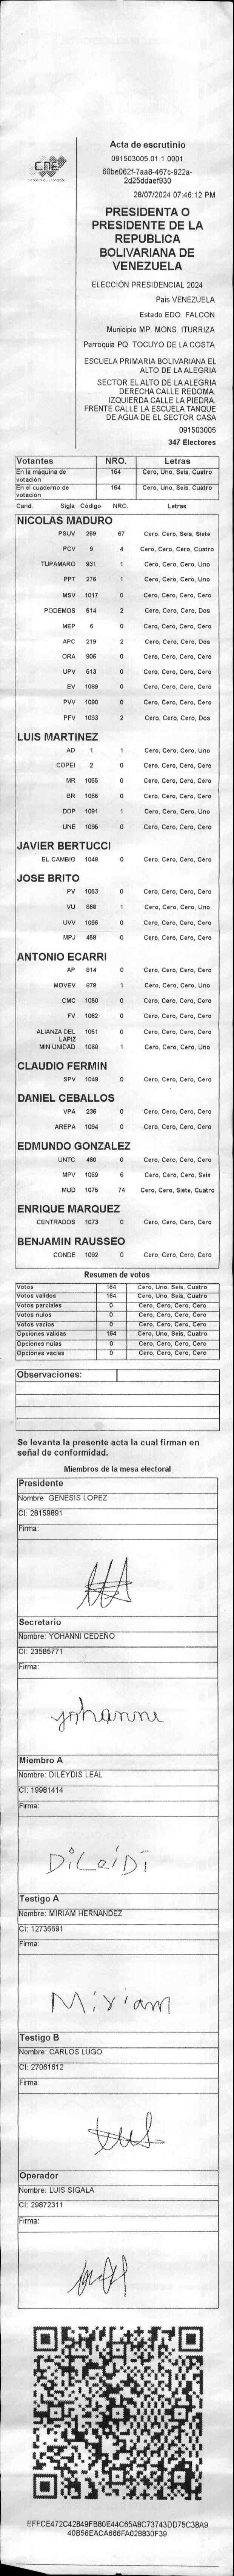 CNE
Acta de escrutinio
091503005.01.1.0001
60be062f-7aa8-467c-922a-
2d25ddaef930
28/07/2024 07:46:12 PM
PRESIDENTA O
PRESIDENTE DE LA
REPUBLICA
BOLIVARIANA DE
VENEZUELA
ELECCIÓN PRESIDENCIAL 2024
Pais VENEZUELA
Estado EDO. FALCON
Municipio MP. MONS. ITURRIZA
Parroquia PQ. TOCUYO DE LA COSTA
ESCUELA PRIMARIA BOLIVARIANA EL
ALTO DE LA ALEGRIA
SECTOR EL ALTO DE LA ALEGRIA
DERECHA CALLE REDOMA.
IZQUIERDA CALLE LA PIEDRA.
FRENTE CALLE LA ESCUELA TANQUE
DE AGUA DE EL SECTOR CASA
091503005
347 Electores
Votantes NRO. Letras
En la máquina de votación 164 Cero, Uno, Seis, Cuatro
En el cuaderno de votación 164 Cero, Uno, Seis, Cuatro
Cand. Sigla Código NRO. Letras
NICOLAS MADURO
PSUV 269 67 Cero, Cero, Seis, Siete
PCV 9 4 Cero, Cero, Cero, Cuatro
TUPAMARO 931 1 Cero, Cero, Cero, Uno
PPT 276 1 Cero, Cero, Cero, Uno
MSV 1017 0 Cero, Cero, Cero, Cero
PODEMOS 514 2 Cero, Cero, Cero, Dos
MEP 6 0 Cero, Cero, Cero, Cero
APC 219 2 Cero, Cero, Cero, Dos
ORA 906 0 Cero, Cero, Cero, Cero
UPV 513 0 Cero, Cero, Cero, Cero
EV 1089 0 Cero, Cero, Cero, Cero
PVV 1090 0 Cero, Cero, Cero, Cero
PFV 1093 2 Cero, Cero, Cero, Dos
LUIS MARTINEZ
AD 1 1 Cero, Cero, Cero, Uno
COPEI 2 0 Cero, Cero, Cero, Cero
MR 1065 0 Cero, Cero, Cero, Cero
BR 1066 0 Cero, Cero, Cero, Cero
DDP 1091 1 Cero, Cero, Cero, Uno
UNE 1095 0 Cero, Cero, Cero, Cero
JAVIER BERTUCCI
EL CAMBIO 1048 0 Cero, Cero, Cero, Cero
JOSE BRITO
PV 1053 0 Cero, Cero, Cero, Cero
VU 868 1 Cero, Cero, Cero, Uno
UVV 1096 0 Cero, Cero, Cero, Cero
MPJ 458 0 Cero, Cero, Cero, Cero
ANTONIO ECARRI
AP 814 0 Cero, Cero, Cero, Cero
MOVEV 878 1 Cero, Cero, Cero, Uno
CMC 1050 0 Cero, Cero, Cero, Cero
FV 1062 0 Cero, Cero, Cero, Cero
ALIANZA DEL LAPIZ 1051 0 Cero, Cero, Cero, Cero
MIN UNIDAD 1068 1 Cero, Cero, Cero, Uno
CLAUDIO FERMIN
SPV 1049 0 Cero, Cero, Cero, Cero
DANIEL CEBALLOS
VPA 236 0 Cero, Cero, Cero, Cero
AREPA 1094 0 Cero, Cero, Cero, Cero
EDMUNDO GONZALEZ
UNTC 460 0 Cero, Cero, Cero, Cero
MPV 1069 6 Cero, Cero, Cero, Seis
MUD 1075 74 Cero, Cero, Siete, Cuatro
ENRIQUE MARQUEZ
CENTRADOS 1073 0 Cero, Cero, Cero, Cero
BENJAMIN RAUSSEO
CONDE 1092 0 Cero, Cero, Cero, Cero
Resumen de votos
Votos 164 Cero, Uno, Seis, Cuatro
Votos validos 164 Cero, Uno, Seis, Cuatro
Votos parciales 0 Cero, Cero, Cero, Cero
Votos nulos 0 Cero, Cero, Cero, Cero
Votos vacios 0 Cero, Cero, Cero, Cero
Opciones validas 164 Cero, Uno, Seis, Cuatro
Opciones nulas 0 Cero, Cero, Cero, Cero
Opciones vacias 0 Cero, Cero, Cero, Cero
Observaciones:
Se levanta la presente acta la cual firman en
señal de conformidad.
Miembros de la mesa electoral
Presidente
Nombre: GENESIS LOPEZ
CI: 28159891
Firma:
Secretario
Nombre: YOHANNI CEDEÑO
CI: 23585771
Firma:
yohanni
Miembro A
Nombre: DILEYDIS LEAL
CI: 19981414
Firma:
DiLeiDi
Testigo A
Nombre: MIRIAM HERNANDEZ
CI: 12736691
Firma:
Miriam
Testigo B
Nombre: CARLOS LUGO
CI: 27061612
Firma:
Operador
Nombre: LUIS SIGALA
CI: 29872311
Firma:
EFFCE472C42B49FB80E44C65A8C73743DD75C38A9
40B56EACA666FA028830F39